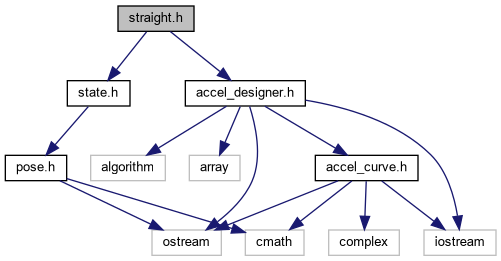 straight.h
state.h
accel_designer.h
pose.h
algorithm
array
accel_curve.h
ostream
cmath
complex
iostream